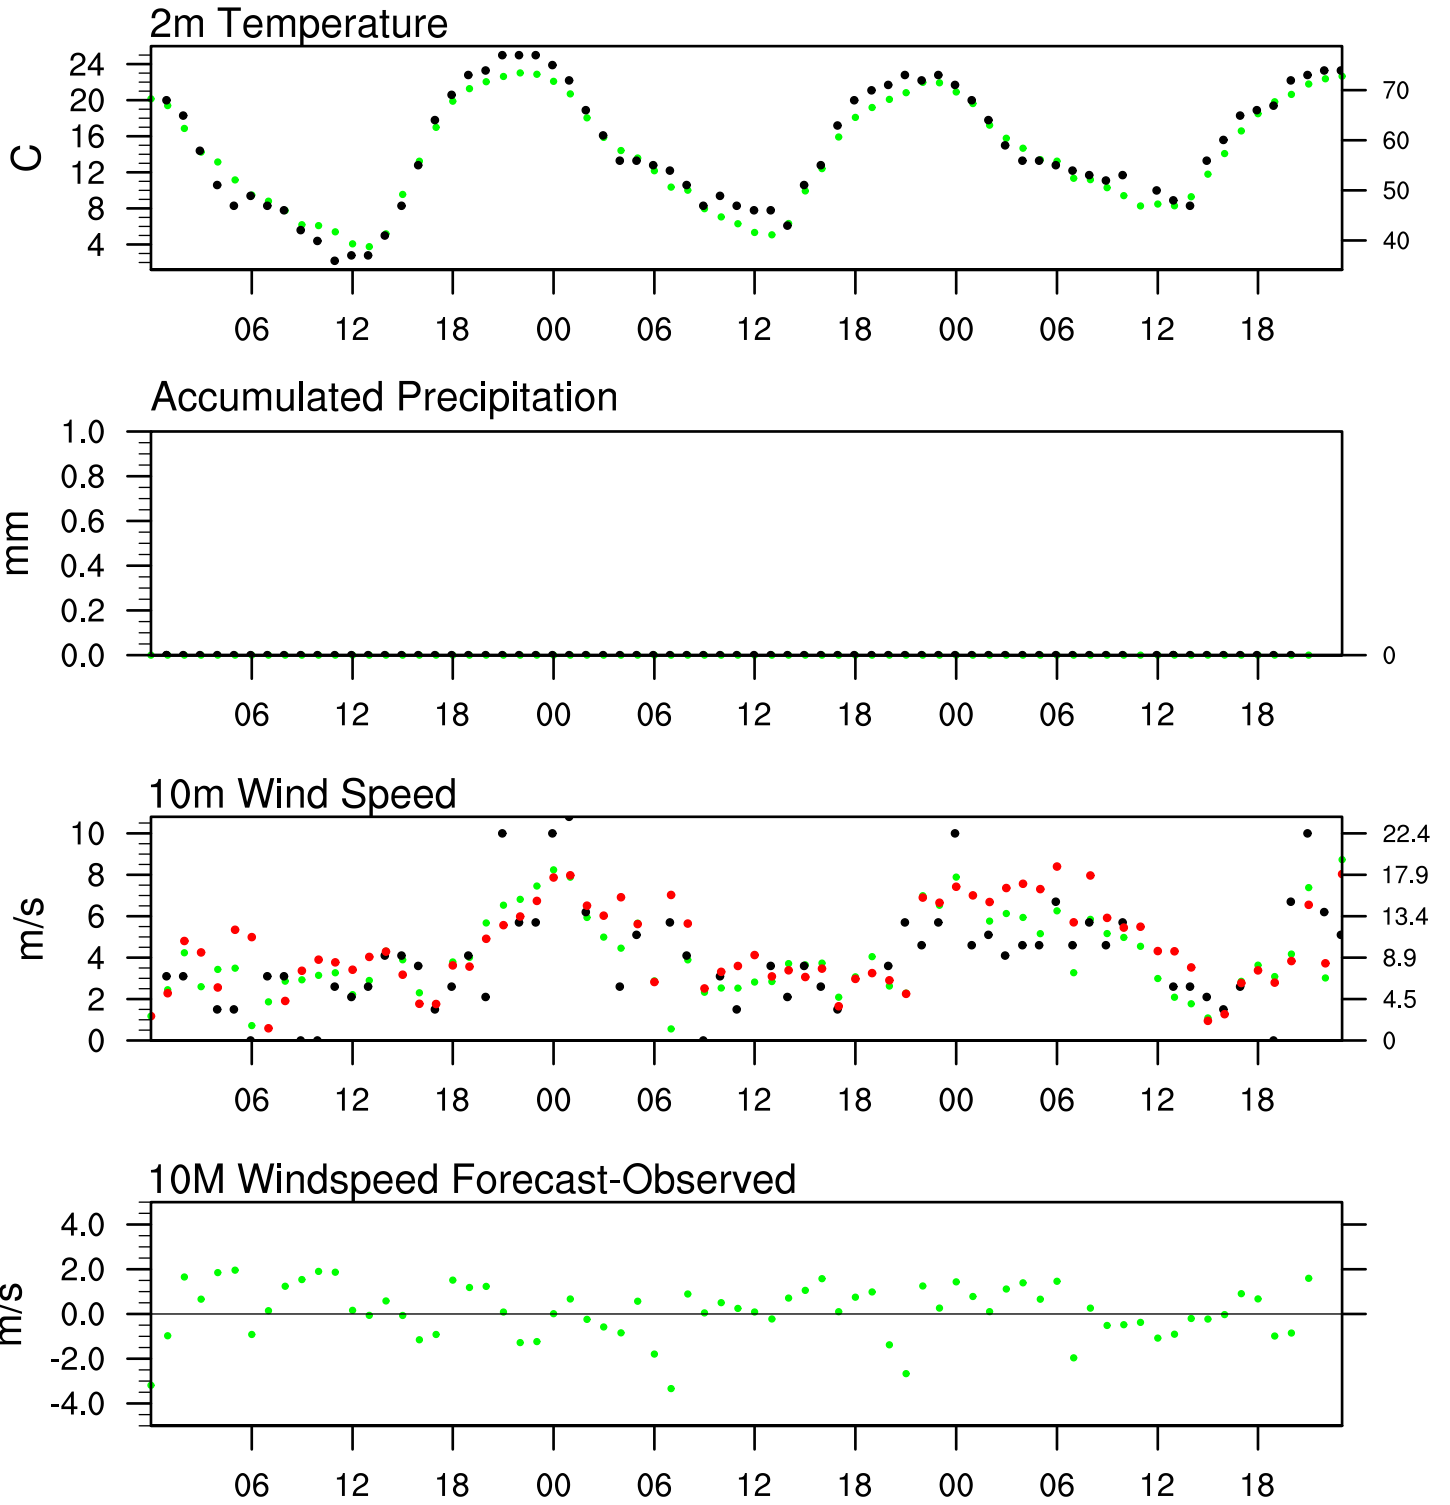 2m Temperature
24
20
16
12
8
4
C
70
60
50
40
06 12 18 00 06 12 18 00 06 12 18
Accumulated Precipitation
1.0
0.8
0.6
0.4
0.2
0.0
mm
0
06 12 18 00 06 12 18 00 06 12 18
10m Wind Speed
10
8
6
4
2
0
m/s
22.4
17.9
13.4
8.9
4.5
0
06 12 18 00 06 12 18 00 06 12 18
10M Windspeed Forecast-Observed
4.0
2.0
0.0
-2.0
-4.0
m/s
06 12 18 00 06 12 18 00 06 12 18